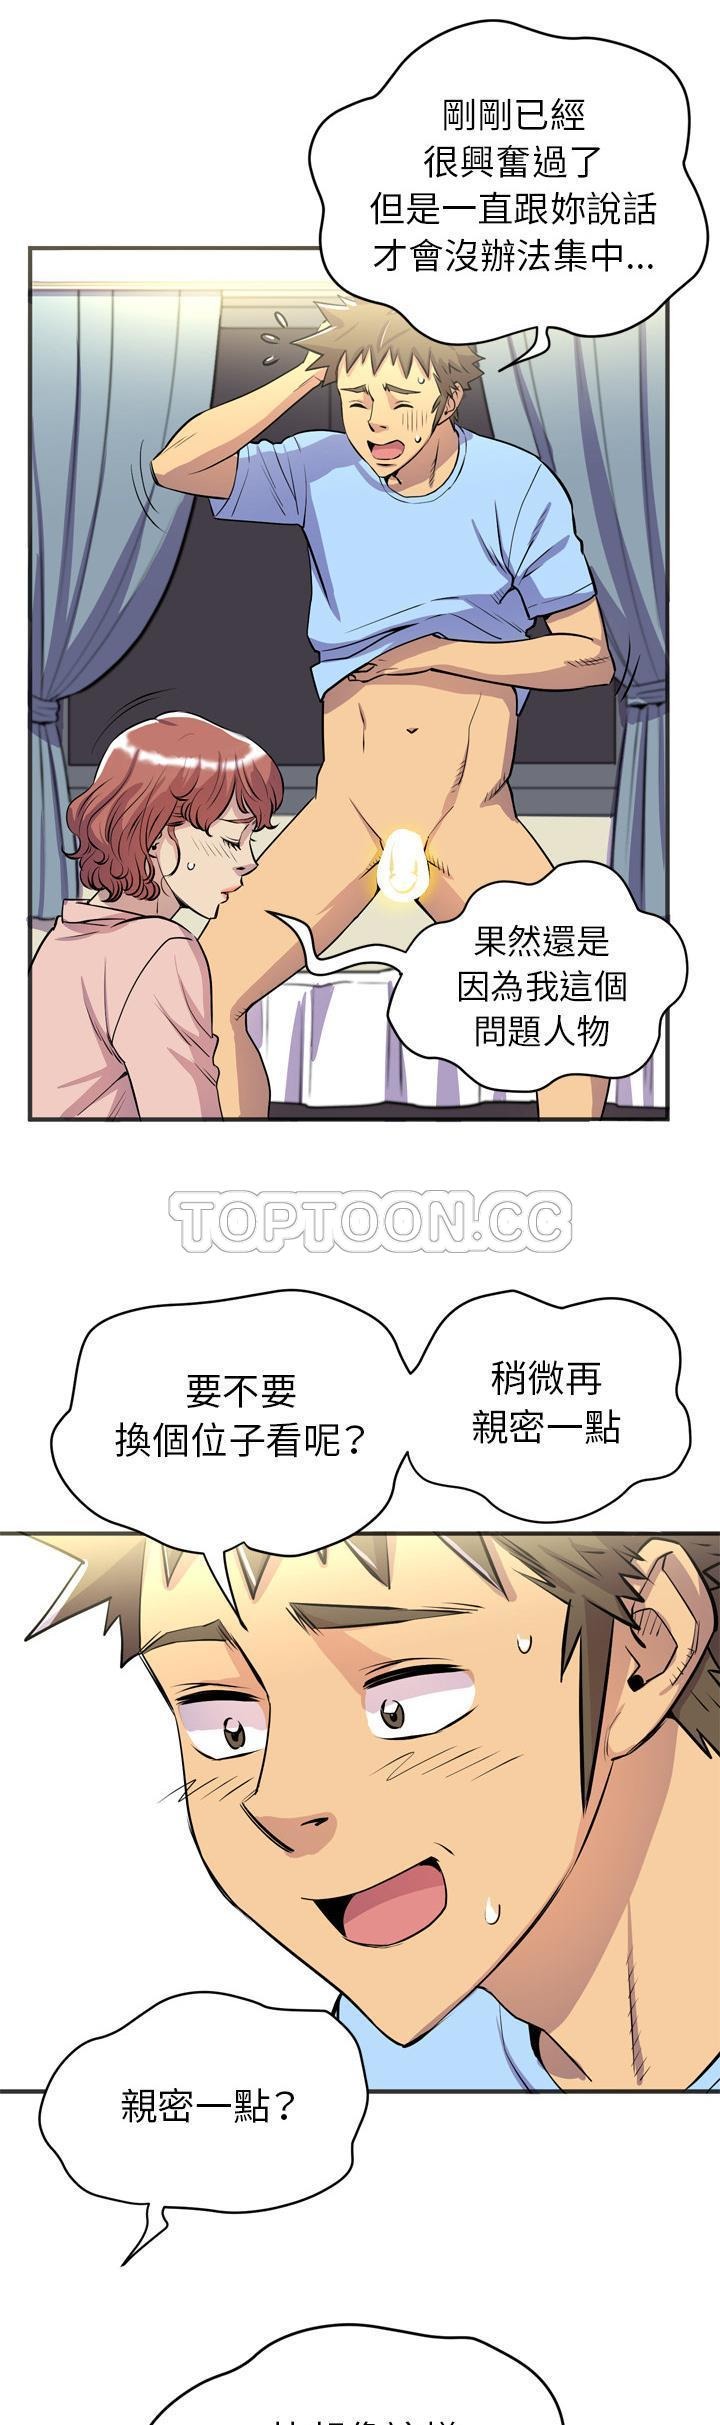 剛剛已經
很興奮過了
但是一直跟妳說話
才會沒辦法集中...
果然還是
因為我這個
問題人物
TOPTOON.CC
要不要
換個位子看呢？
稍微再
親密一點
親密一點？